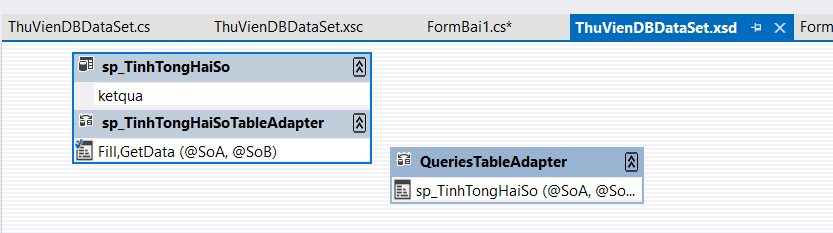 ThuVienDBDataSet.cs ThuVienDBDataSet.xsc FormBai1.cs* ThuVienDBDataSet.xsd Form
sp_TinhTongHaiSo
ketqua
sp_TinhTongHaiSoTableAdapter
Fill,GetData (@SoA, @SoB)
QueriesTableAdapter
sp_TinhTongHaiSo (@SoA, @So...